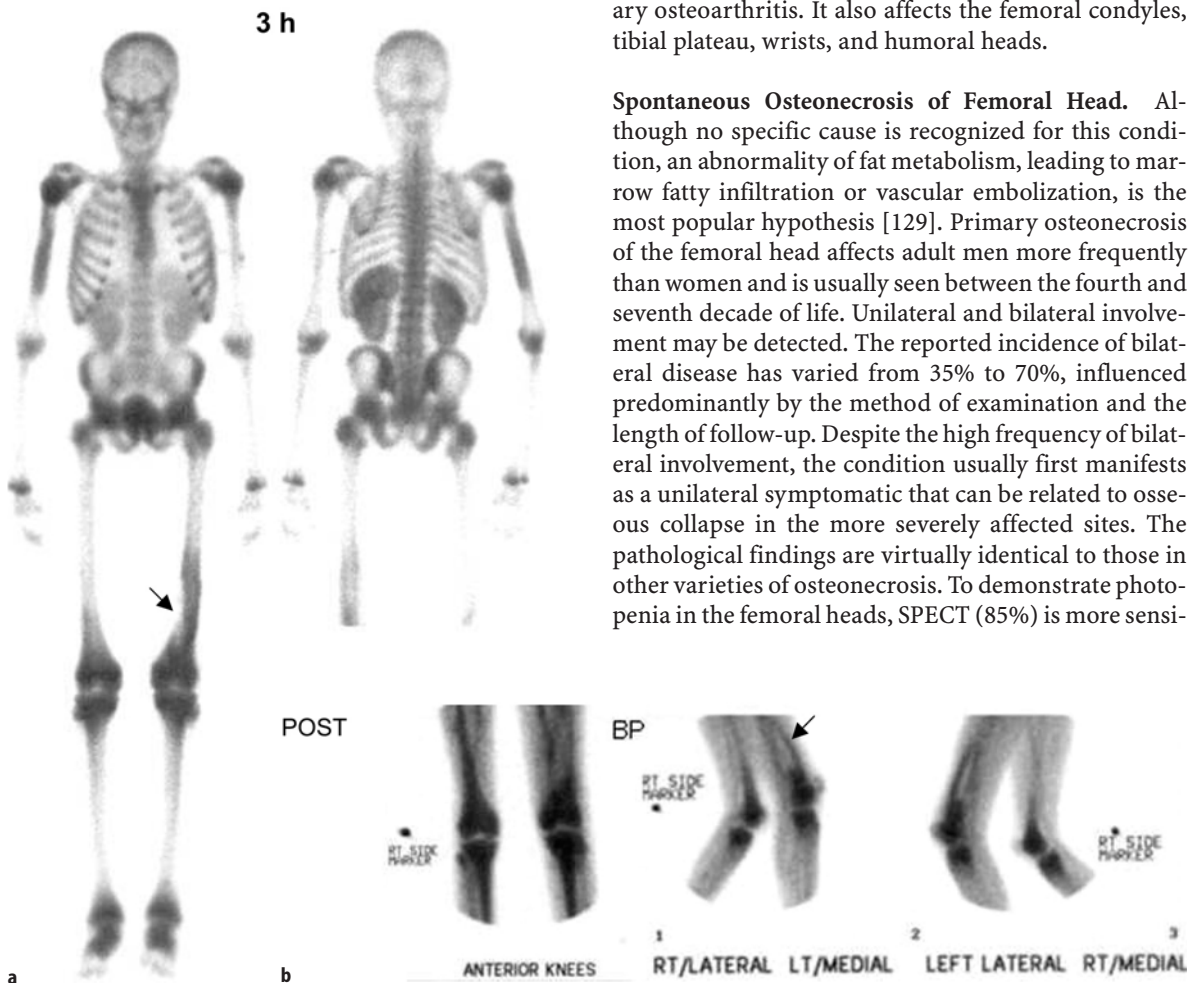 3 h
ary osteoarthritis. It also affects the femoral condyles,
tibial plateau, wrists, and humoral heads.
Spontaneous Osteonecrosis of Femoral Head. Al-
though no specific cause is recognized for this condi-
tion, an abnormality of fat metabolism, leading to mar-
row fatty infiltration or vascular embolization, is the
most popular hypothesis [129]. Primary osteonecrosis
of the femoral head affects adult men more frequently
than women and is usually seen between the fourth and
seventh decade of life. Unilateral and bilateral involve-
ment may be detected. The reported incidence of bilat-
eral disease has varied from 35% to 70%, influenced
predominantly by the method of examination and the
length of follow-up. Despite the high frequency of bilat-
eral involvement, the condition usually first manifests
as a unilateral symptomatic that can be related to osse-
ous collapse in the more severely affected sites. The
pathological findings are virtually identical to those in
other varieties of osteonecrosis. To demonstrate photo-
penia in the femoral heads, SPECT (85%) is more sensi-
POST
BP
RT SIDE
MARKER
RT SIDE
MARKER
RT SIDE
MARKER
1
2
3
ANTERIOR KNEES
RT/LATERAL LT/MEDIAL
LEFT LATERAL RT/MEDIAL
a
b